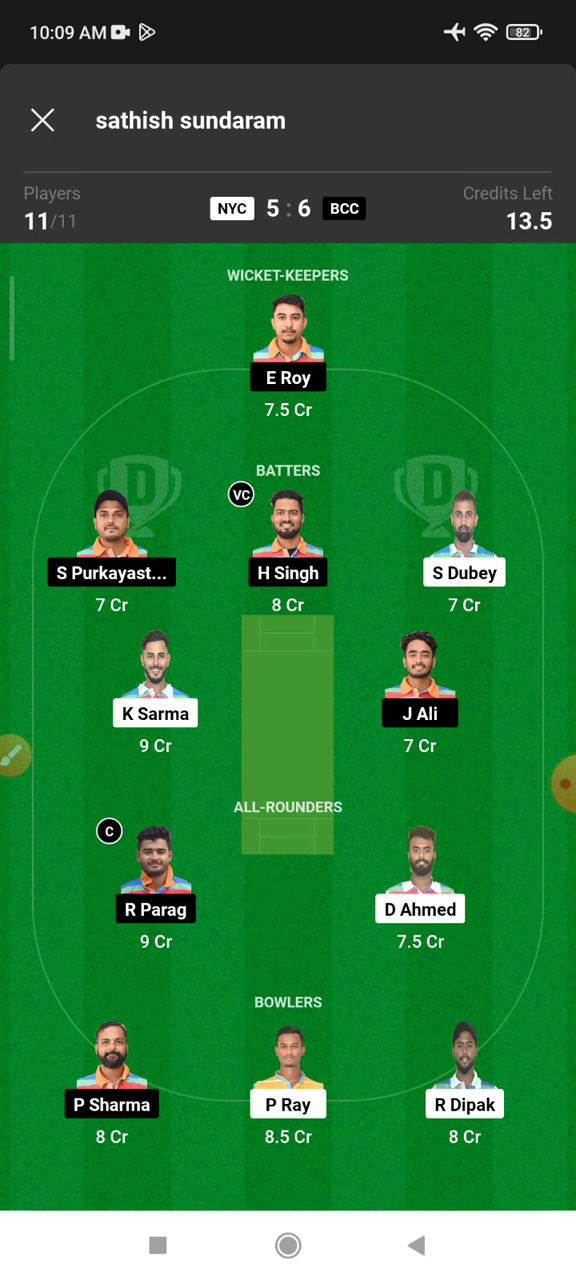 10:09 AM
82
sathish sundaram
Players
Credits Left
11/11
NYC 5 : 6 BCC
13.5
WICKET-KEEPERS
E Roy
7.5 Cr
BATTERS
VC
S Purkayast... H Singh S Dubey
7 Cr 8 Cr 7 Cr
K Sarma J Ali
9 Cr 7 Cr
ALL-ROUNDERS
C
R Parag D Ahmed
9 Cr 7.5 Cr
BOWLERS
P Sharma P Ray R Dipak
8 Cr 8.5 Cr 8 Cr